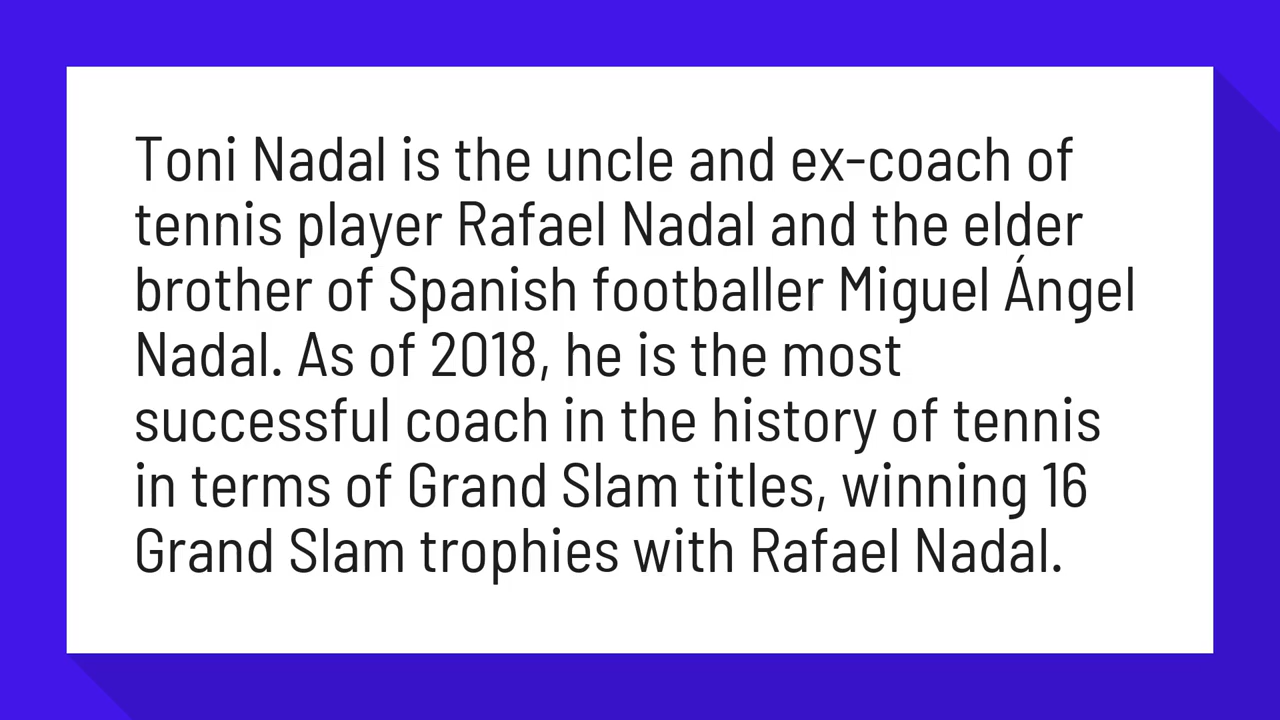 Toni Nadal is the uncle and ex-coach of
tennis player Rafael Nadal and the elder
brother of Spanish footballer Miguel Ángel
Nadal. As of 2018, he is the most
successful coach in the history of tennis
in terms of Grand Slam titles, winning 16
Grand Slam trophies with Rafael Nadal.